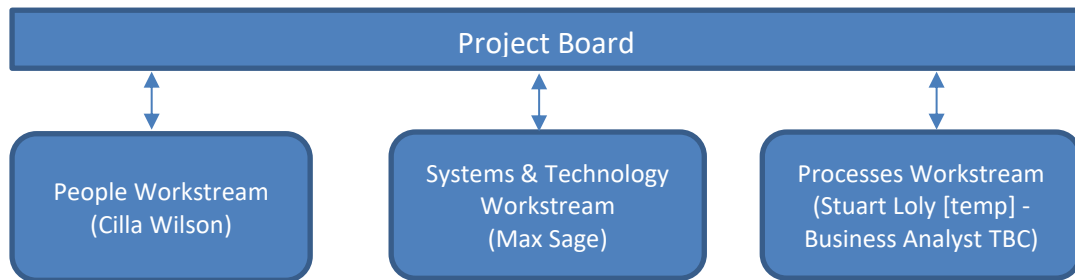 Project Board
People Workstream
(Cilla Wilson)
Systems & Technology
Workstream
(Max Sage)
Processes Workstream
(Stuart Loly [temp] -
Business Analyst TBC)